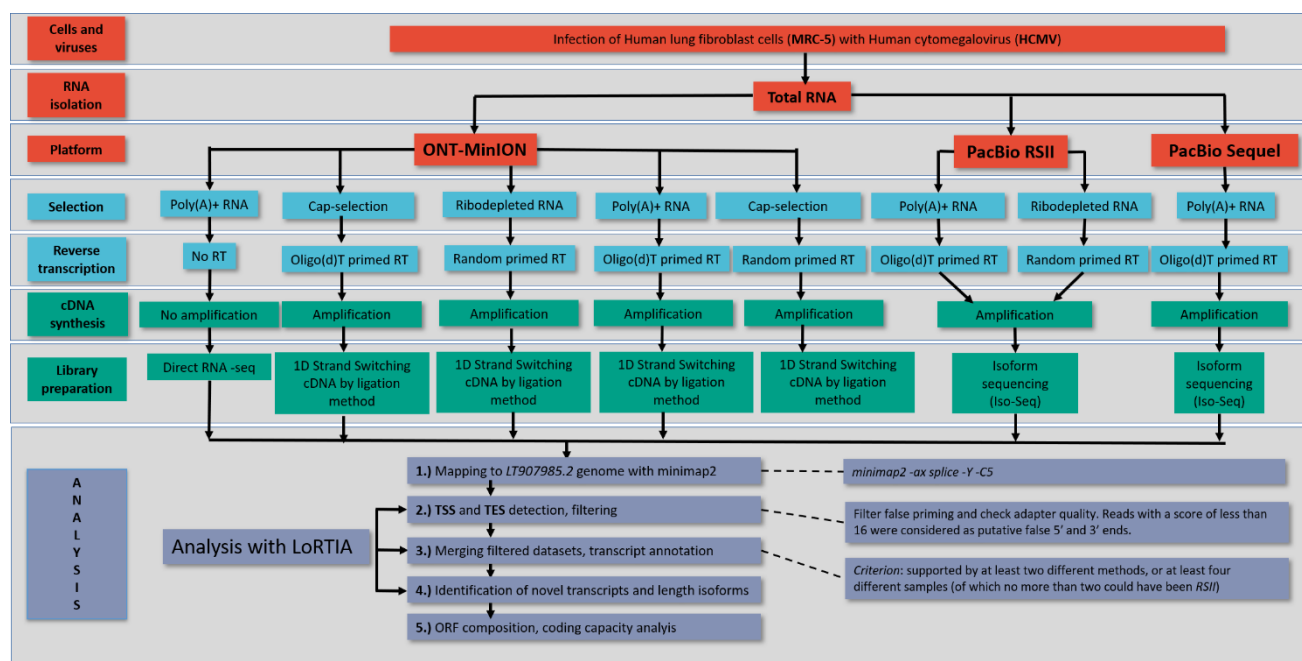 Cells and
viruses
Infection of Human lung fibroblast cells (MRC-5) with Human cytomegalovirus (HCMV)
RNA
isolation
Total RNA
Platform
ONT-MinION
PacBio RSII
PacBio Sequel
Selection
Poly(A)+ RNA
Cap-selection
Ribodepleted RNA
Poly(A)+ RNA
Cap-selection
Poly(A)+ RNA
Ribodepleted RNA
Poly(A)+ RNA
Reverse
transcription
No RT
Oligo(d)T primed RT
Random primed RT
Oligo(d)T primed RT
Random primed RT
Oligo(d)T primed RT
Random primed RT
Oligo(d)T primed RT
cDNA
synthesis
No amplification
Amplification
Amplification
Amplification
Amplification
Amplification
Amplification
Library
preparation
Direct RNA -seq
1D Strand Switching
cDNA by ligation
method
1D Strand Switching
cDNA by ligation
method
1D Strand Switching
cDNA by ligation
method
1D Strand Switching
cDNA by ligation
method
Isoform
sequencing
(Iso-Seq)
Isoform
sequencing
(Iso-Seq)
A
N
A
L
Y
S
I
S
Analysis with LoRTIA
1.) Mapping to LT907985.2 genome with minimap2
minimap2 -ax splice -Y -C5
2.) TSS and TES detection, filtering
Filter false priming and check adapter quality. Reads with a score of less than
16 were considered as putative false 5′ and 3′ ends.
3.) Merging filtered datasets, transcript annotation
Criterion: supported by at least two different methods, or at least four
different samples (of which no more than two could have been RSII)
4.) Identification of novel transcripts and length isoforms
5.) ORF composition, coding capacity analyis